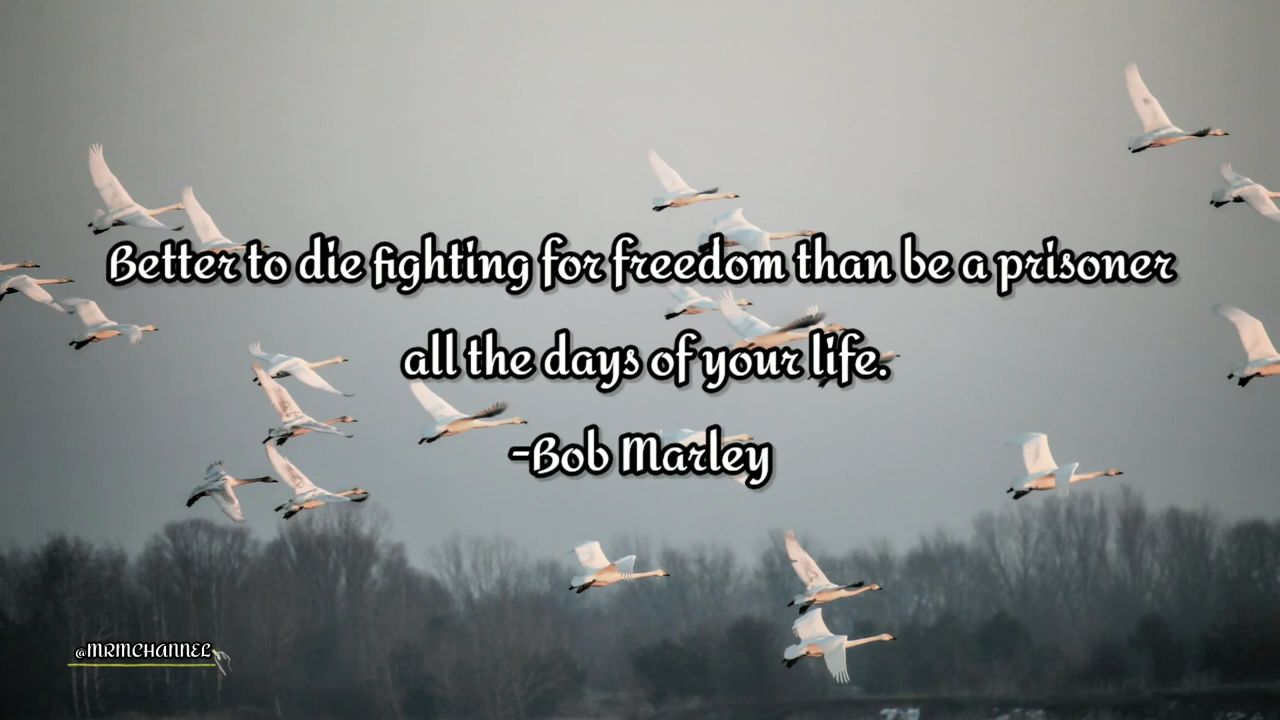 Better to die fighting for freedom than be a prisoner
all the days of your life.
-Bob Marley
@MRMCHANNEL